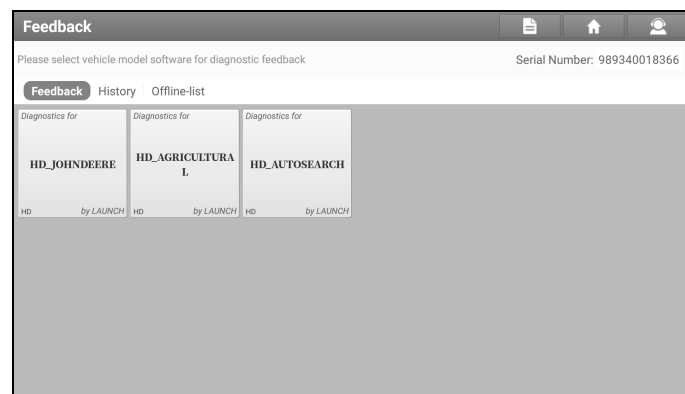 Feedback
Please select vehicle model software for diagnostic feedback
Serial Number: 989340018366
Feedback History Offline-list
Diagnostics for
HD_JOHNDEERE
HD by LAUNCH
Diagnostics for
HD_AGRICULTURA
L
HD by LAUNCH
Diagnostics for
HD_AUTOSEARCH
HD by LAUNCH